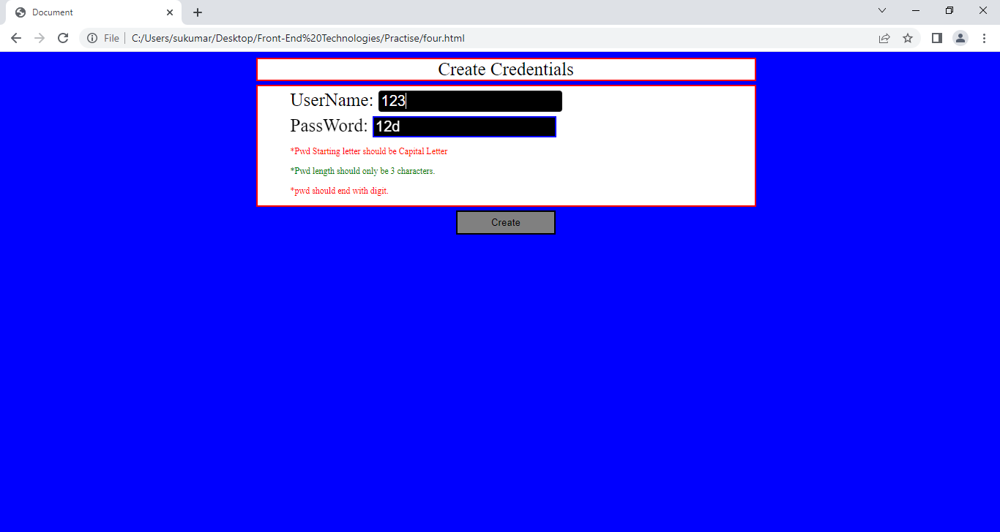 Document
File C:/Users/sukumar/Desktop/Front-End%20Technologies/Practise/four.html
Create Credentials
UserName: 123
PassWord: 12d
*Pwd Starting letter should be Capital Letter
*Pwd length should only be 3 characters.
*pwd should end with digit.
Create